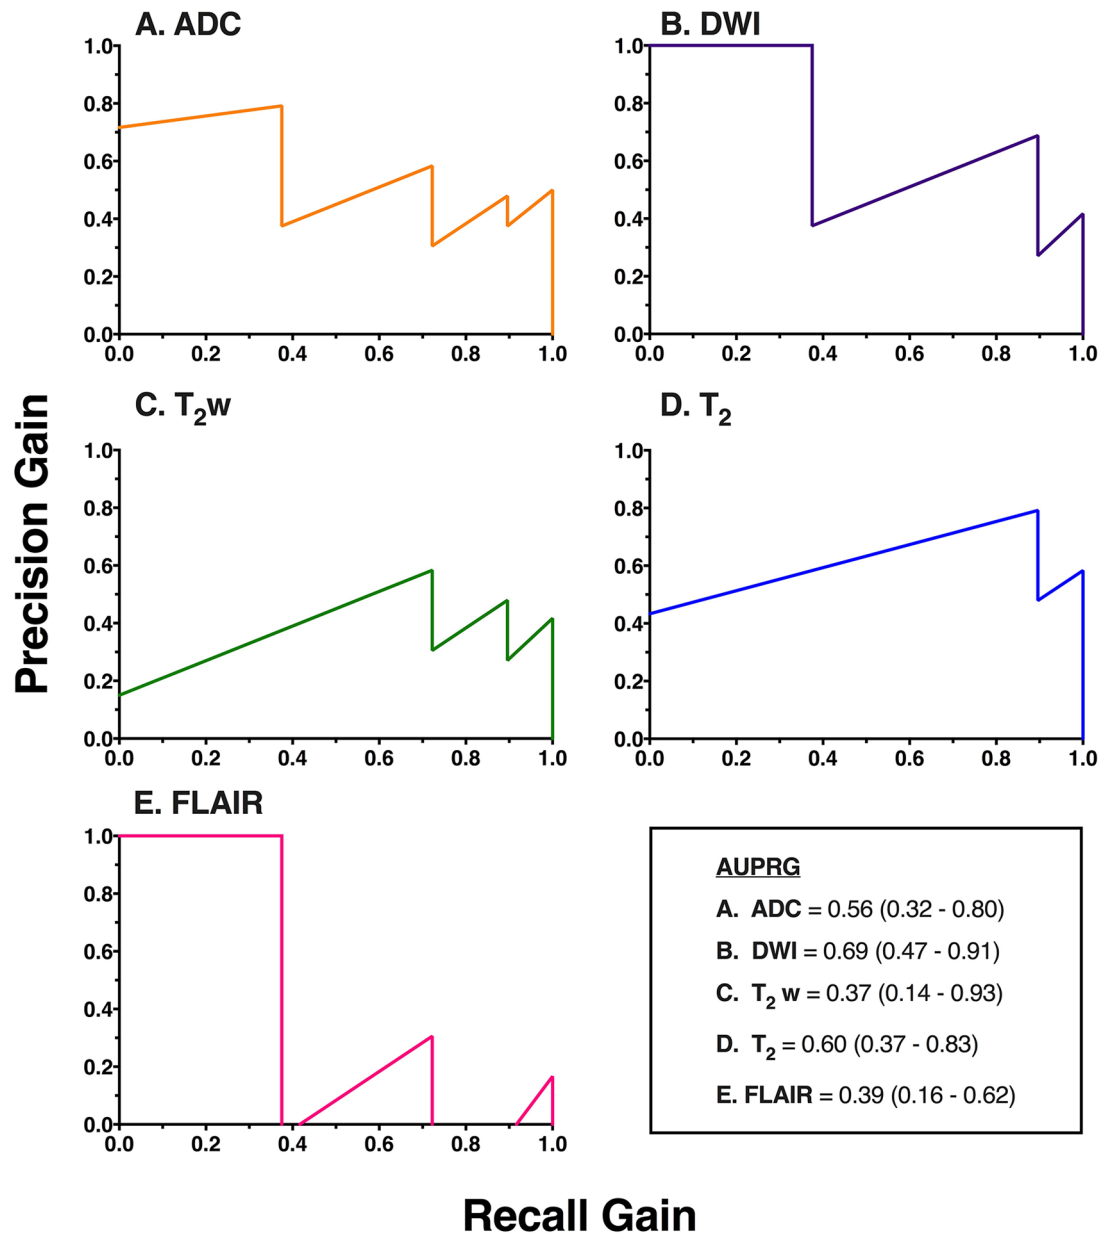 A. ADC
1.0
0.8
0.6
0.4
0.2
0.0
0.0 0.2 0.4 0.6 0.8 1.0
B. DWI
1.0
0.8
0.6
0.4
0.2
0.0
0.0 0.2 0.4 0.6 0.8 1.0
C. T2w
1.0
0.8
0.6
0.4
0.2
0.0
0.0 0.2 0.4 0.6 0.8 1.0
D. T2
1.0
0.8
0.6
0.4
0.2
0.0
0.0 0.2 0.4 0.6 0.8 1.0
E. FLAIR
1.0
0.8
0.6
0.4
0.2
0.0
0.0 0.2 0.4 0.6 0.8 1.0
AUPRG
A. ADC = 0.56 (0.32 - 0.80)
B. DWI = 0.69 (0.47 - 0.91)
C. T2 w = 0.37 (0.14 - 0.93)
D. T2 = 0.60 (0.37 - 0.83)
E. FLAIR = 0.39 (0.16 - 0.62)
Precision Gain
Recall Gain